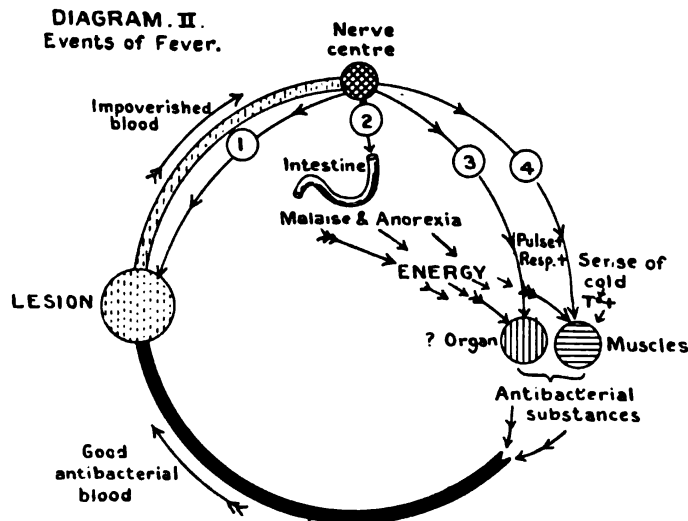 DIAGRAM. II.
Events of Fever.
Nerve
centre
Impoverished
blood
1
2
3
4
Intestine
Malaise & Anorexia
ENERGY
Pulse+
Resp.+
Sense of
cold
LESION
? Organ
Muscles
Antibacterial
substances
Good
antibacterial
blood